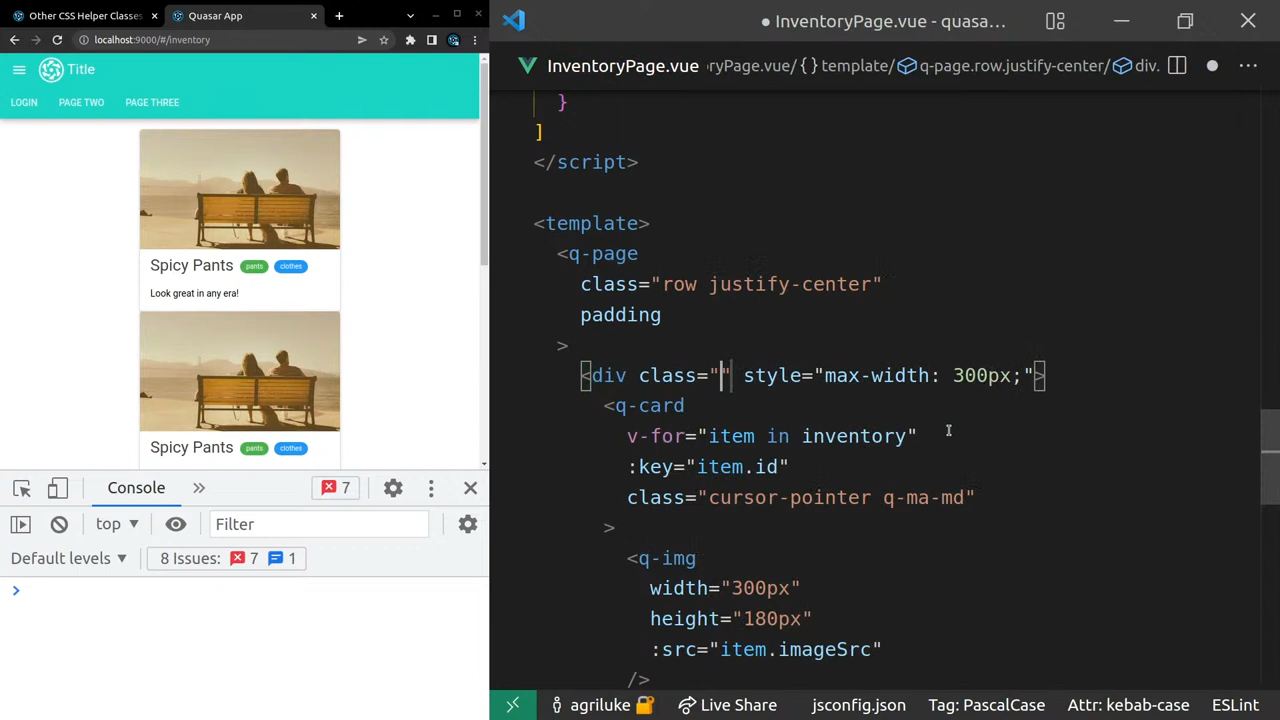 Other CSS Helper Classes
Quasar App
localhost:9000/#/inventory
Title
LOGIN PAGE TWO PAGE THREE
Spicy Pants pants clothes
Look great in any era!
Spicy Pants pants clothes
Console
7
top
Filter
Default levels
8 Issues: 7 1
InventoryPage.vue - quasa...
InventoryPage.vue
ryPage.vue/ {} template/ q-page.row.justify-center/ div.
}
]
</script>
<template>
<q-page
class="row justify-center"
padding
>
<div class="" style="max-width: 300px;">
<q-card
v-for="item in inventory"
:key="item.id"
class="cursor-pointer q-ma-md"
>
<q-img
width="300px"
height="180px"
:src="item.imageSrc"
/>
agriluke Live Share jsconfig.json Tag: PascalCase Attr: kebab-case ESLint